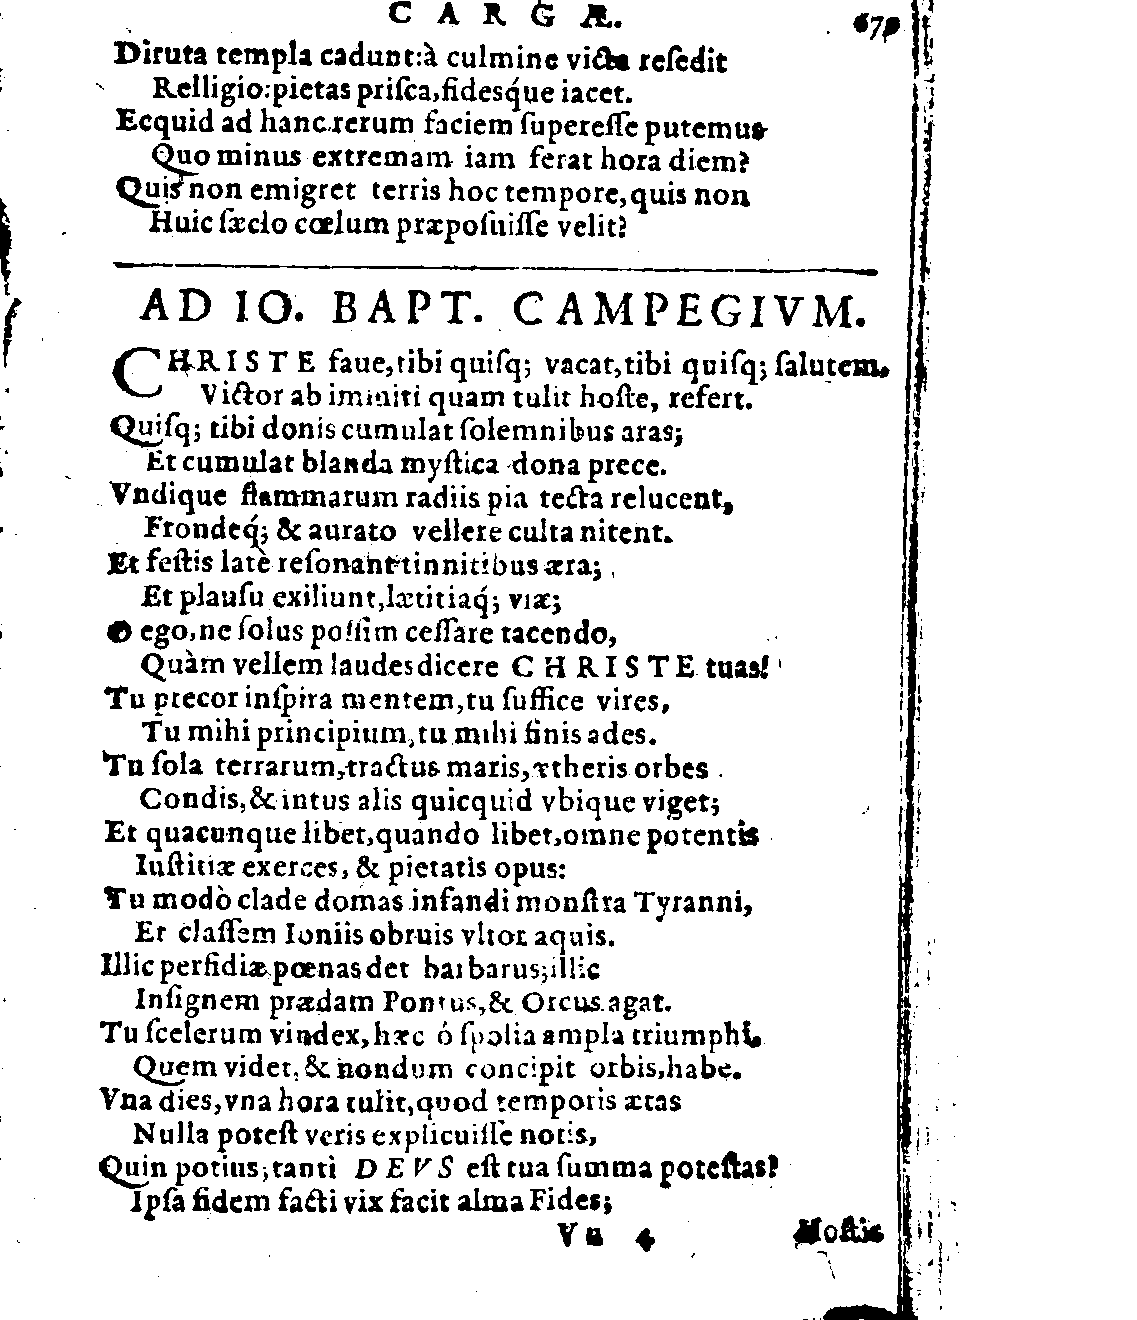 CARGÆ. 679
Diruta templa cadunt:à culmine victa reſedit
Relligio:pietas priſca,fideſq́ue iacet.
Ecquid ad hanc rerum faciem ſupereſſe putemus
Quo minus extremam iam ferat hora diem?
Quis non emigret terris hoc tempore,quis non
Huic ſæclo cœlum præpoſuiſſe velit?
AD IO. BAPT. CAMPEGIVM.
CHRISTE faue,tibi quiſq; vacat,tibi quiſq; ſalutem,
Victor ab immiti quam tulit hoſte, refert.
Quiſq; tibi donis cumulat ſolemnibus aras;
Et cumulat blanda myſtica dona prece.
Vndique flammarum radiis pia tecta relucent,
Frondeq́; & aurato vellere culta nitent.
Et feſtis latè reſonant tinnitibus æra;
Et plauſu exiliunt,lætitiaq́; viæ;
O ego,ne ſolus poſſim ceſſare tacendo,
Quàm vellem laudes dicere CHRISTE tuas!
Tu precor inſpira mentem,tu ſuffice vires,
Tu mihi principium,tu mihi finis ades.
Tu ſola terrarum,tractus maris,ætheris orbes
Condis,& intus alis quicquid vbique viget;
Et quacunque libet,quando libet,omne potentis
Iuſtitiæ exerces, & pietatis opus:
Tu modò clade domas infandi monſtra Tyranni,
Et claſſem Ioniis obruis vltor aquis.
Illic perfidiæ pœnas det barbarus;illic
Inſignem prædam Pontus,& Orcus agat.
Tu ſcelerum vindex,hæc ô ſpolia ampla triumphi,
Quem videt,& nondum concipit orbis,habe.
Vna dies,vna hora tulit,quod temporis ætas
Nulla poteſt veris explicuiſſe notis,
Quin potius;tanti DEVS eſt tua ſumma poteſtas?
Ipſa fidem facti vix facit alma Fides;
Vu 4 Hoſtis